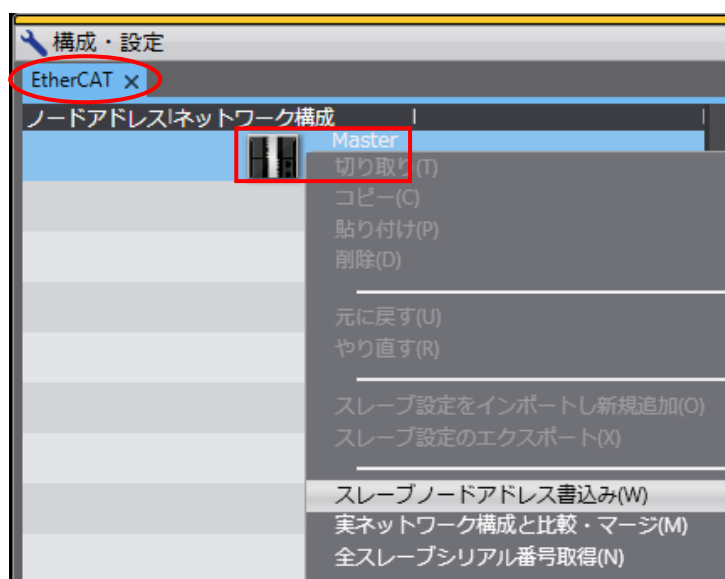 構成・設定
EtherCAT ×
ノードアドレス|ネットワーク構成
Master
切り取り(T)
コピー(C)
貼り付け(P)
削除(D)
元に戻す(U)
やり直す(R)
スレーブ設定をインポートし新規追加(O)
スレーブ設定のエクスポート(X)
スレーブノードアドレス書込み(W)
実ネットワーク構成と比較・マージ(M)
全スレーブシリアル番号取得(N)